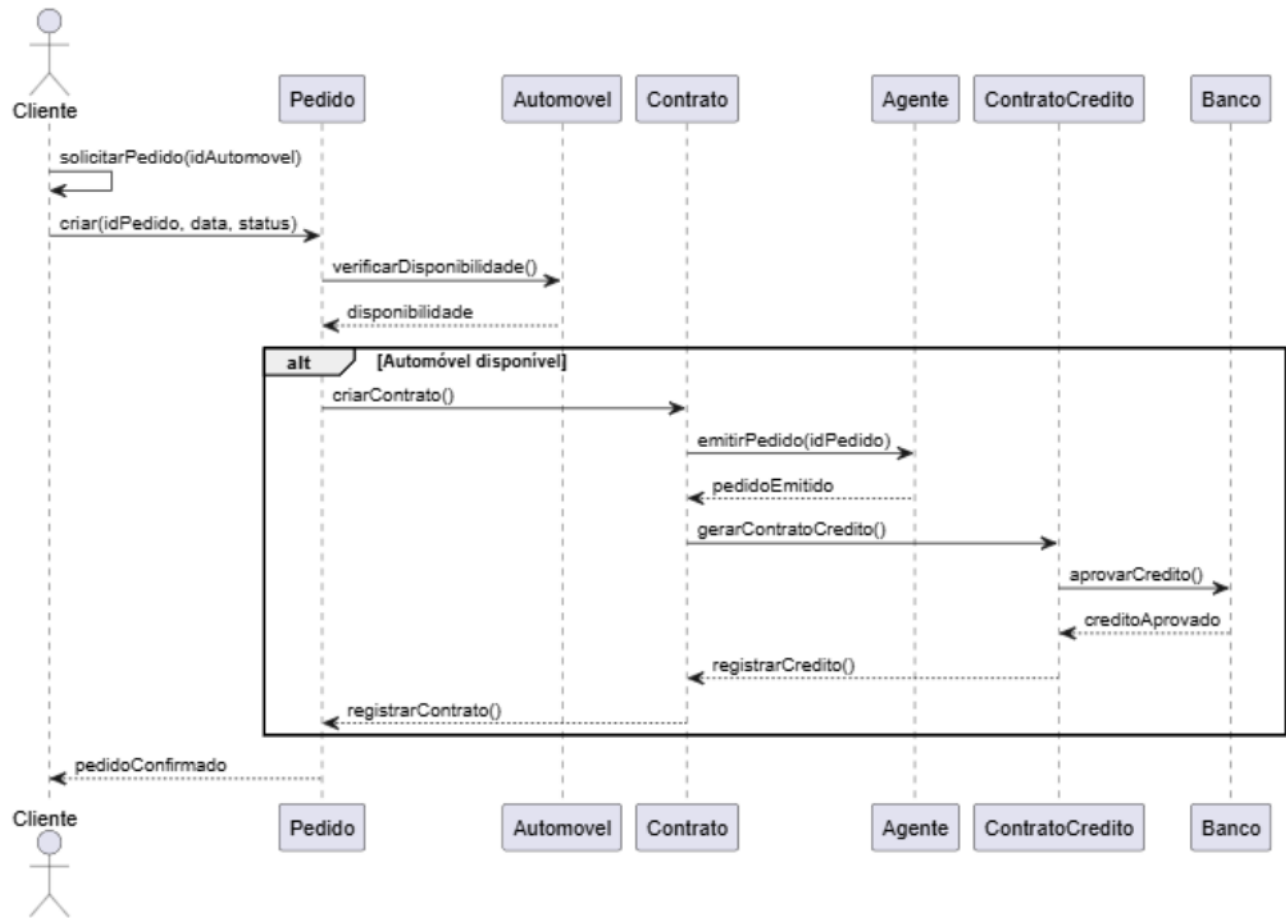 Cliente
Pedido
Automovel
Contrato
Agente
ContratoCredito
Banco
solicitarPedido(idAutomovel)
criar(idPedido, data, status)
verificarDisponibilidade()
disponibilidade
alt
[Automóvel disponível]
criarContrato()
emitirPedido(idPedido)
pedidoEmitido
gerarContratoCredito()
aprovarCredito()
creditoAprovado
registrarCredito()
registrarContrato()
pedidoConfirmado
Cliente
Pedido
Automovel
Contrato
Agente
ContratoCredito
Banco